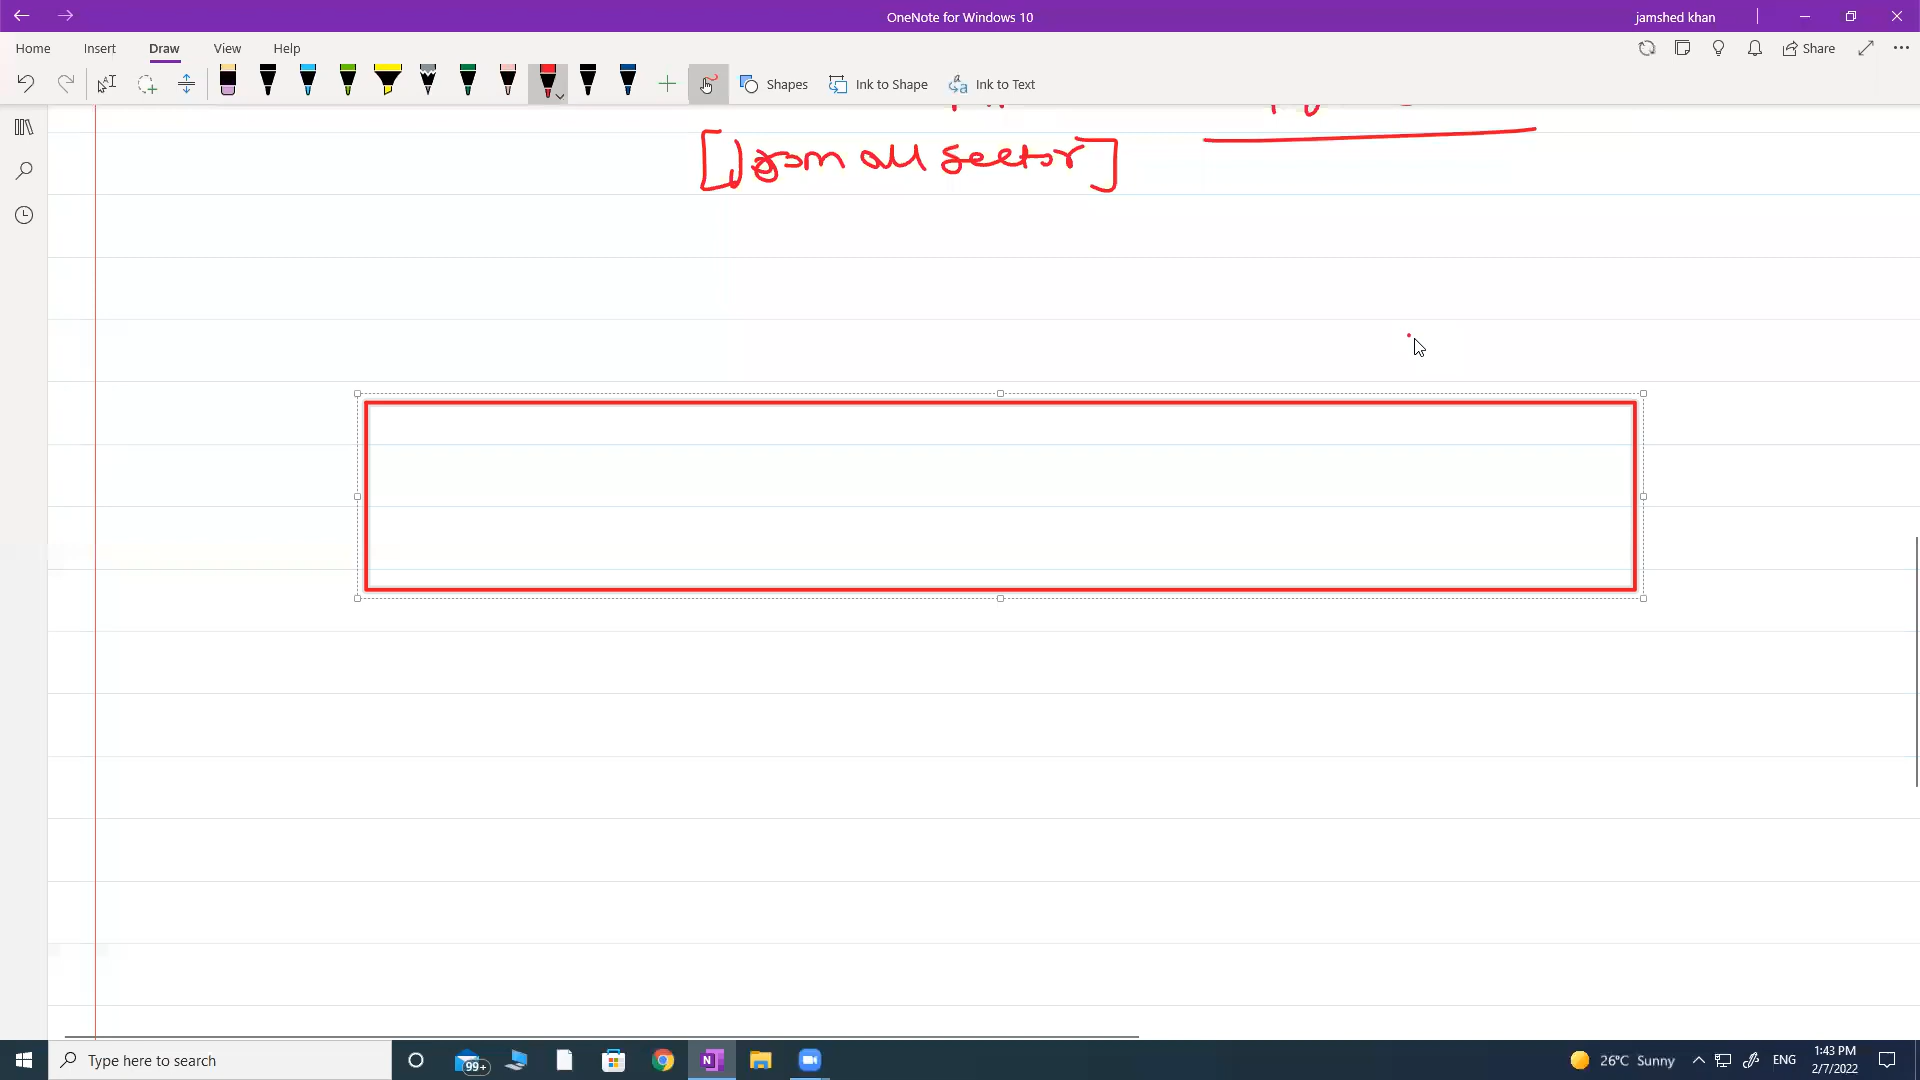 OneNote for Windows 10
jamshed khan
Home Insert Draw View Help
Share
Shapes
Ink to Shape
Ink to Text
[from all sector]
Type here to search
99+
26°C Sunny
ENG
1:43 PM
2/7/2022